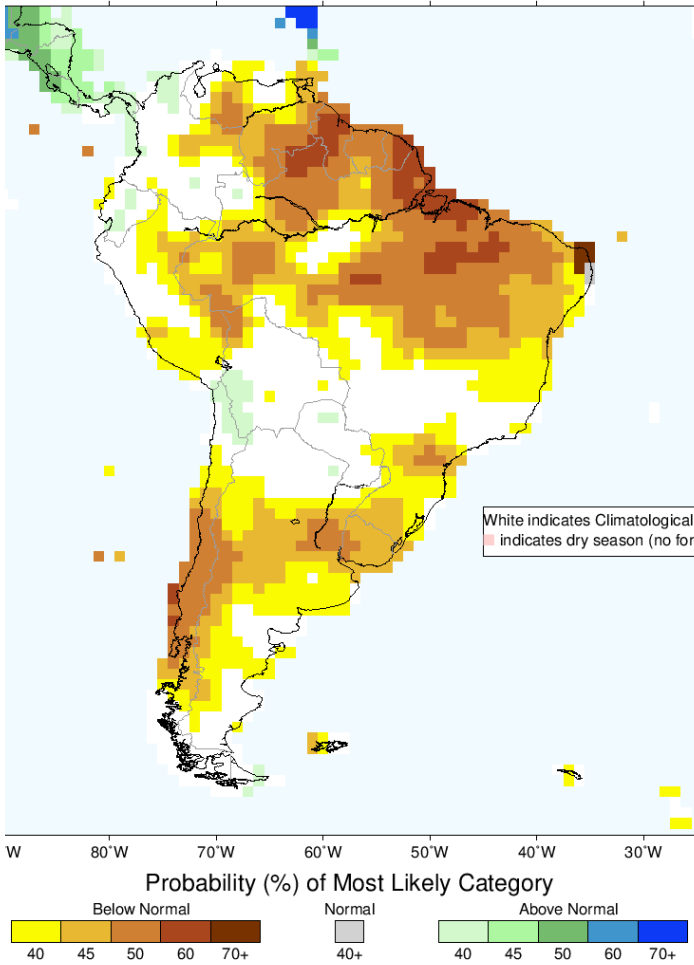 White indicates Climatological
indicates dry season (no for
W 80°W 70°W 60°W 50°W 40°W 30°W
Probability (%) of Most Likely Category
Below Normal Normal Above Normal
40 45 50 60 70+ 40+ 40 45 50 60 70+